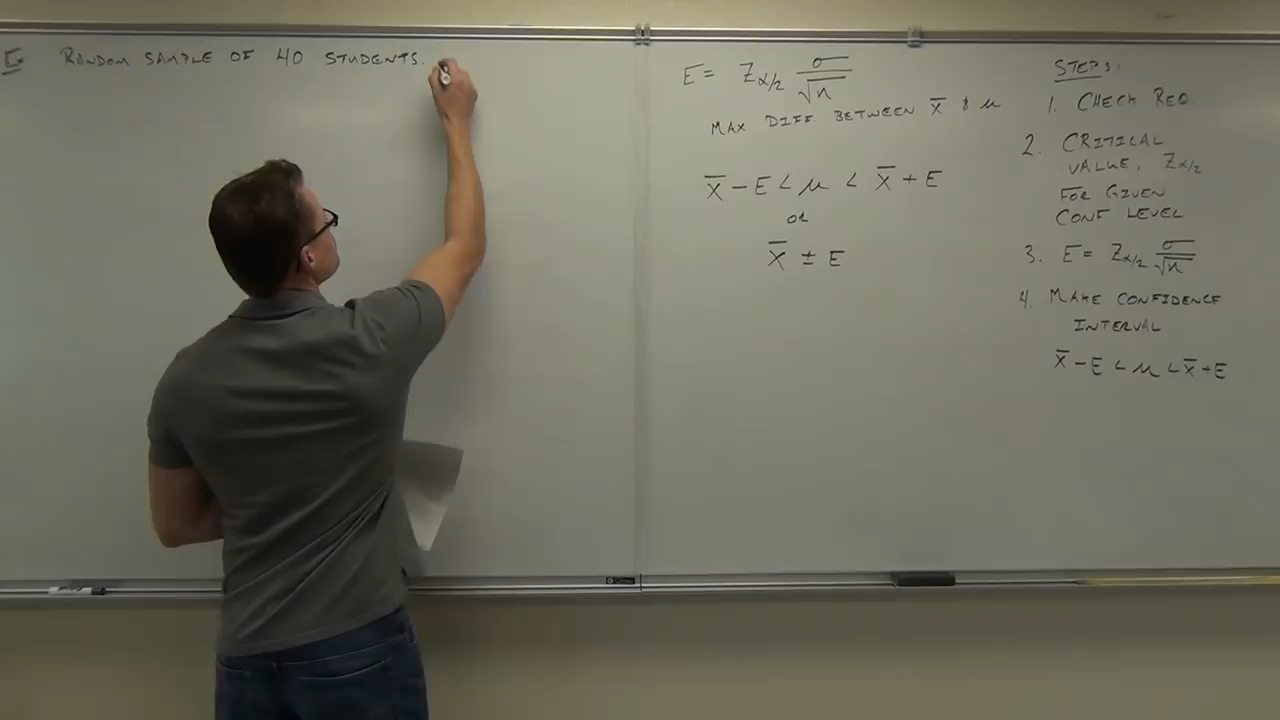 Ex RANDOM SAMPLE OF 40 STUDENTS.
E = Zα/2 σ/√n
MAX DIFF BETWEEN x̄ & μ
x̄ - E < μ < x̄ + E
OR
x̄ ± E
STEPS:
1. CHECK REQ.
2. CRITICAL
VALUE, Zα/2
FOR GIVEN
CONF LEVEL
3. E = Zα/2 σ/√n
4. MAKE CONFIDENCE
INTERVAL
x̄ - E < μ < x̄ + E